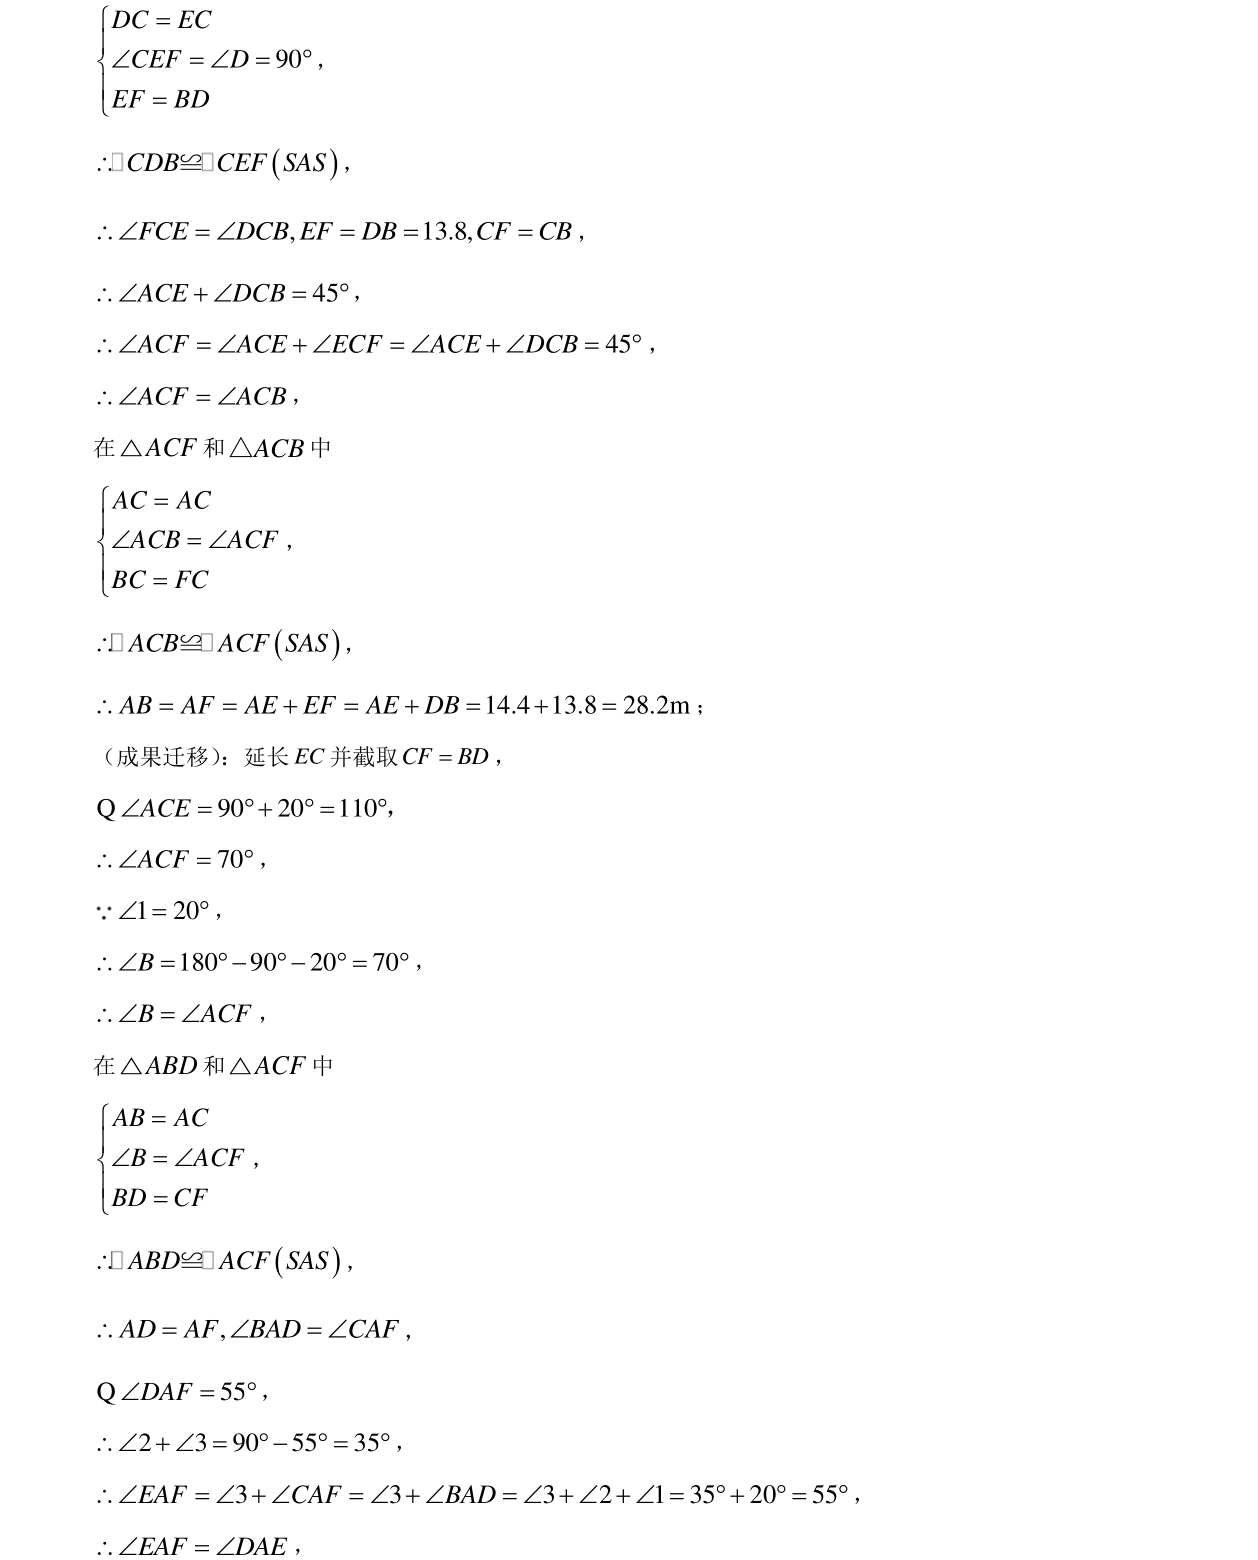 DC = EC
∠CEF = ∠D = 90°，
EF = BD
∴□CDB≌□CEF(SAS)，
∴∠FCE = ∠DCB, EF = DB = 13.8, CF = CB，
∴∠ACE + ∠DCB = 45°，
∴∠ACF = ∠ACE + ∠ECF = ∠ACE + ∠DCB = 45°，
∴∠ACF = ∠ACB，
在△ACF和△ACB中
AC = AC
∠ACB = ∠ACF，
BC = FC
∴□ACB≌□ACF(SAS)，
∴AB = AF = AE + EF = AE + DB = 14.4 + 13.8 = 28.2m；
（成果迁移）：延长EC并截取CF = BD，
Q∠ACE = 90° + 20° = 110°，
∴∠ACF = 70°，
∵∠1 = 20°，
∴∠B = 180° − 90° − 20° = 70°，
∴∠B = ∠ACF，
在△ABD和△ACF中
AB = AC
∠B = ∠ACF，
BD = CF
∴□ABD≌□ACF(SAS)，
∴AD = AF, ∠BAD = ∠CAF，
Q∠DAF = 55°，
∴∠2 + ∠3 = 90° − 55° = 35°，
∴∠EAF = ∠3 + ∠CAF = ∠3 + ∠BAD = ∠3 + ∠2 + ∠1 = 35° + 20° = 55°，
∴∠EAF = ∠DAE，